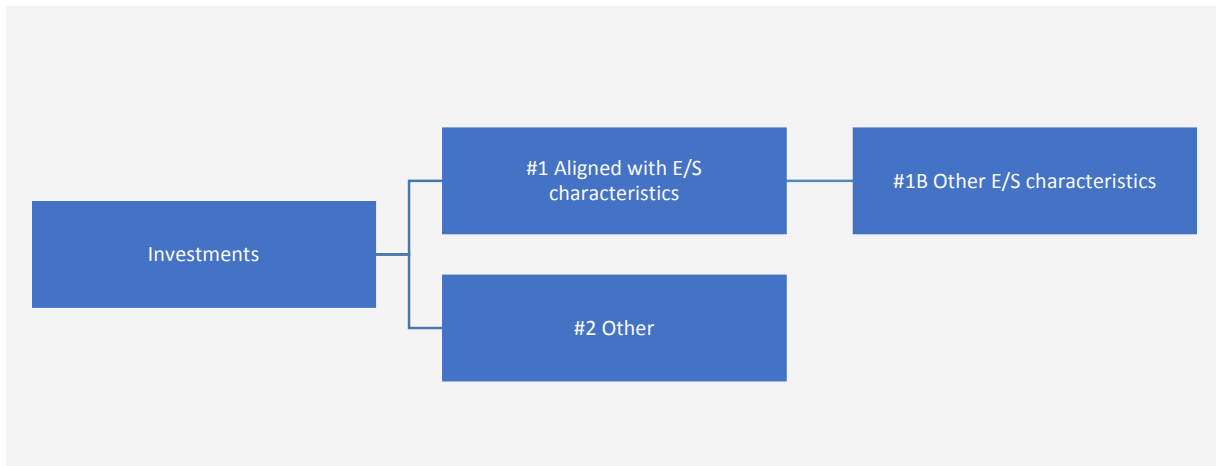 #1 Aligned with E/S
characteristics
#1B Other E/S characteristics
Investments
#2 Other